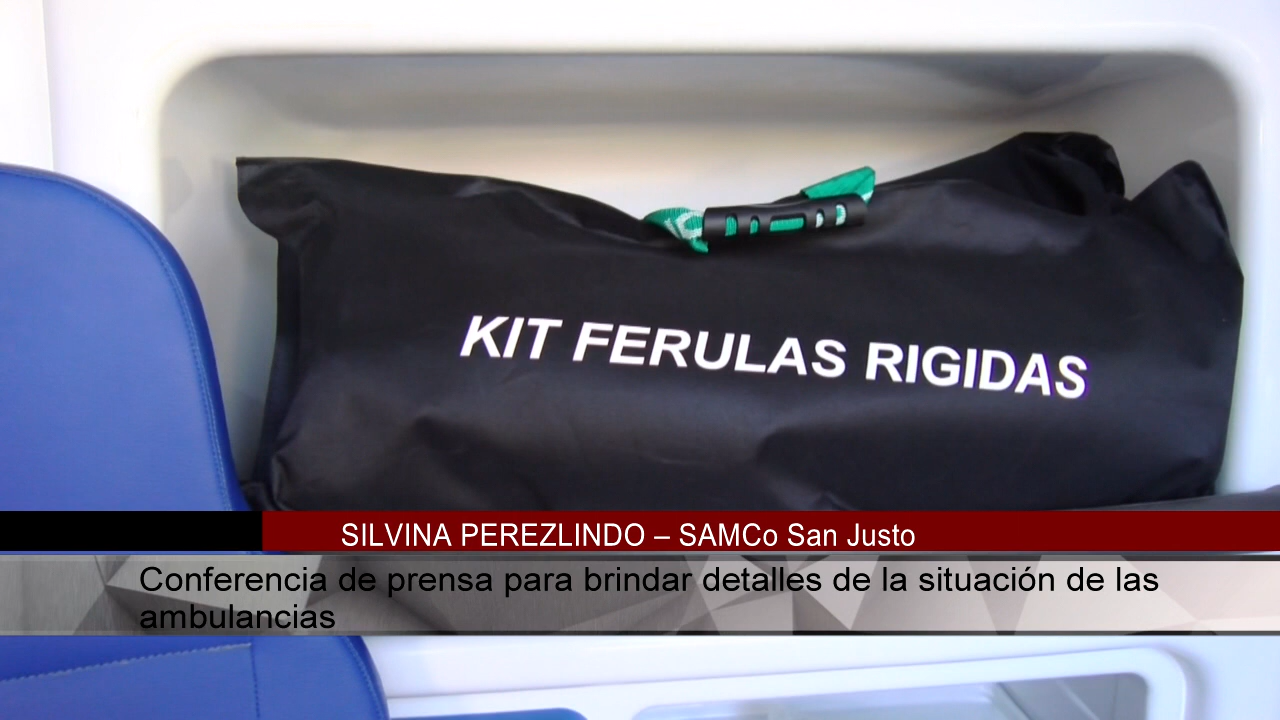 KIT FERULAS RIGIDAS
SILVINA PEREZLINDO – SAMCo San Justo
Conferencia de prensa para brindar detalles de la situación de las
ambulancias